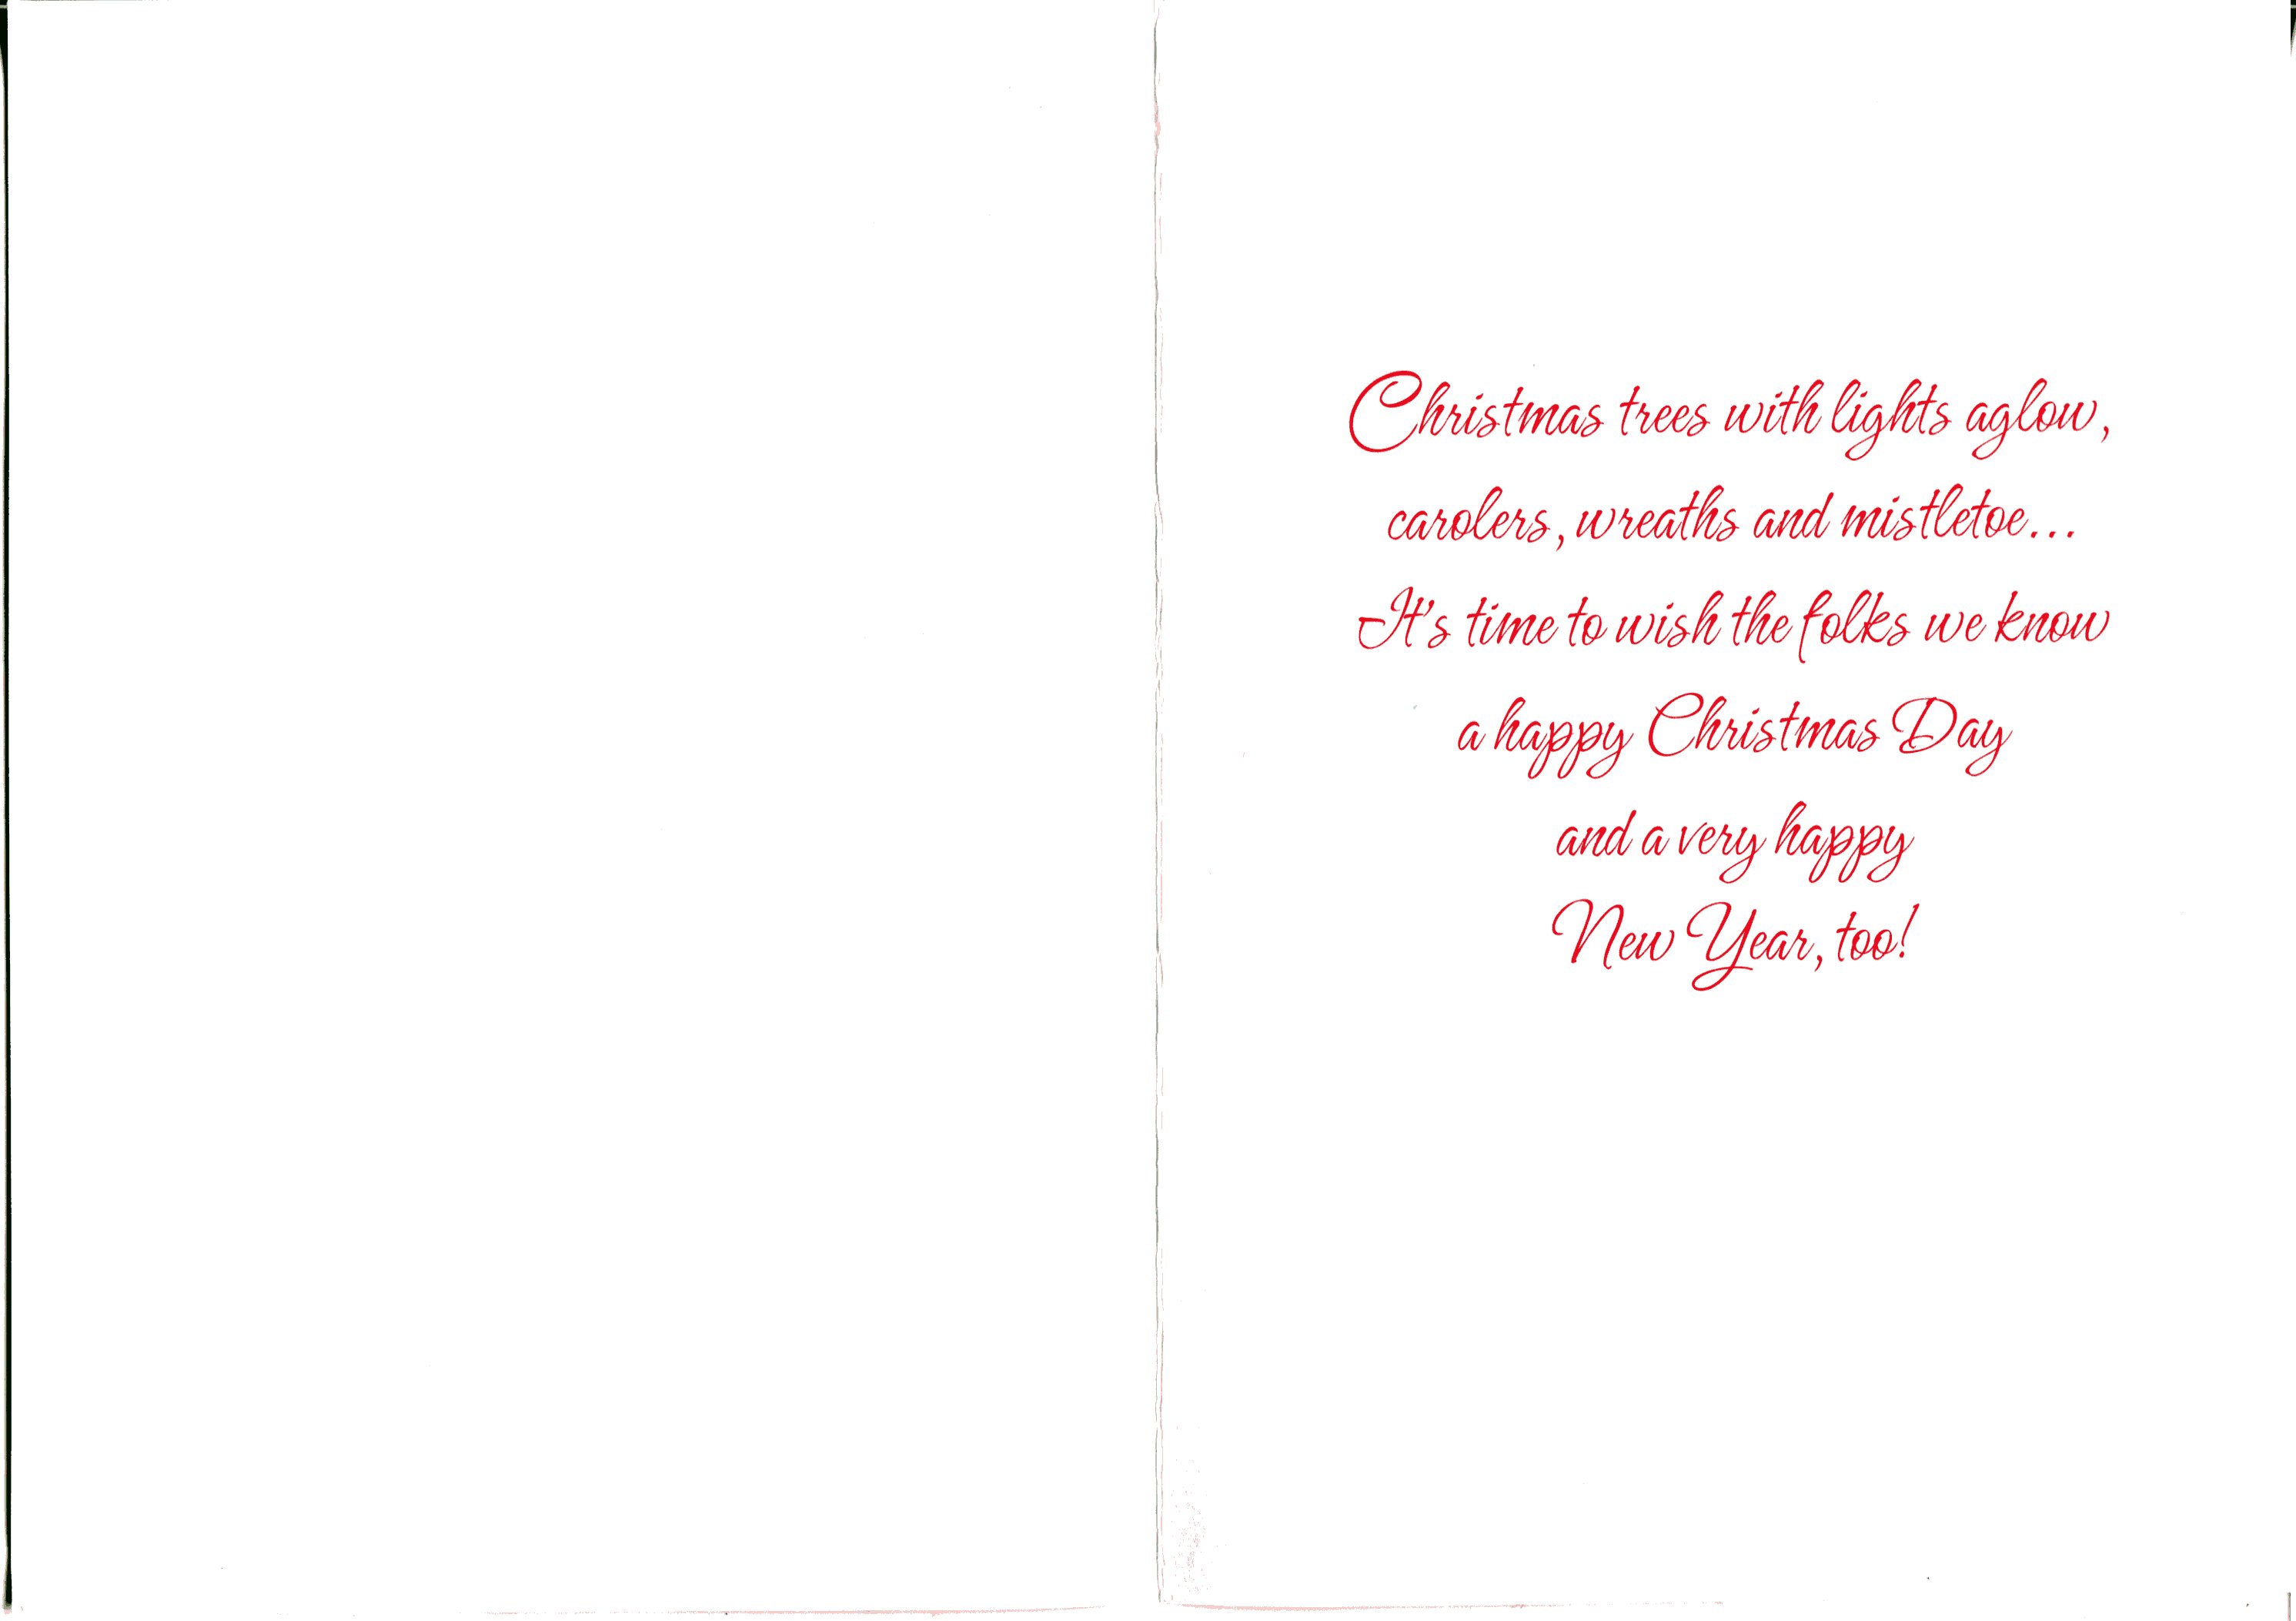 Christmas trees with lights aglow,
carolers, wreaths and mistletoe...
It's time to wish the folks we know
a happy Christmas Day
and a very happy
New Year, too!